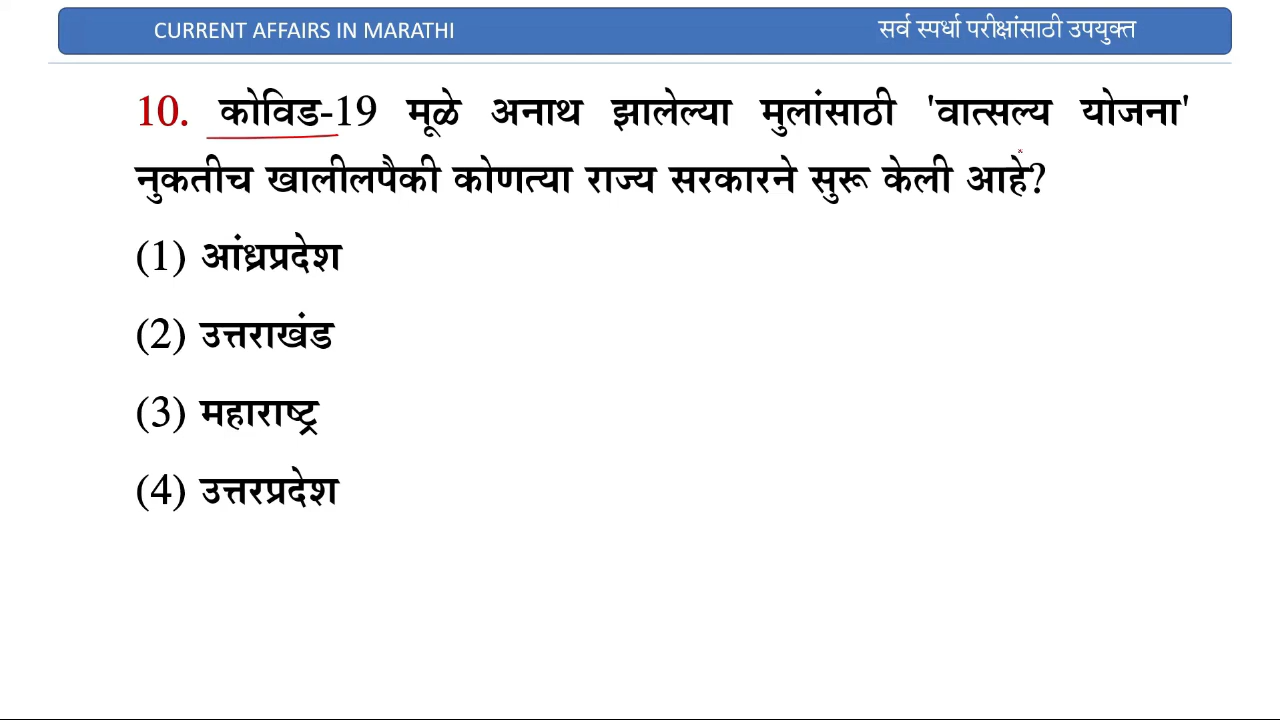 CURRENT AFFAIRS IN MARATHI
सर्व स्पर्धा परीक्षांसाठी उपयुक्त
10. कोविड-19 मूळे अनाथ झालेल्या मुलांसाठी 'वात्सल्य योजना'
नुकतीच खालीलपैकी कोणत्या राज्य सरकारने सुरू केली आहे?
(1) आंध्रप्रदेश
(2) उत्तराखंड
(3) महाराष्ट्र
(4) उत्तरप्रदेश